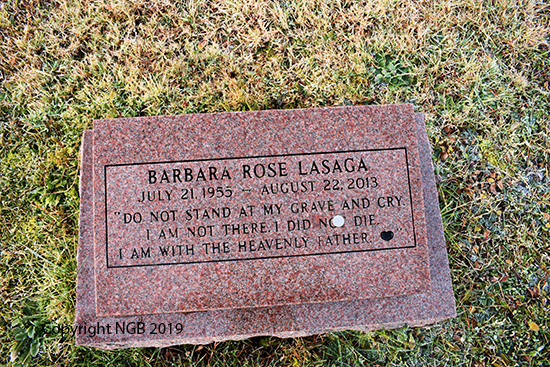 BARBARA ROSE LASAGA
JULY 21, 1955 ~ AUGUST 22, 2013
"DO NOT STAND AT MY GRAVE AND CRY.
I AM NOT THERE. I DID NO DIE.
I AM WITH THE HEAVENLY FATHER. "
Copyright NGB © 2019